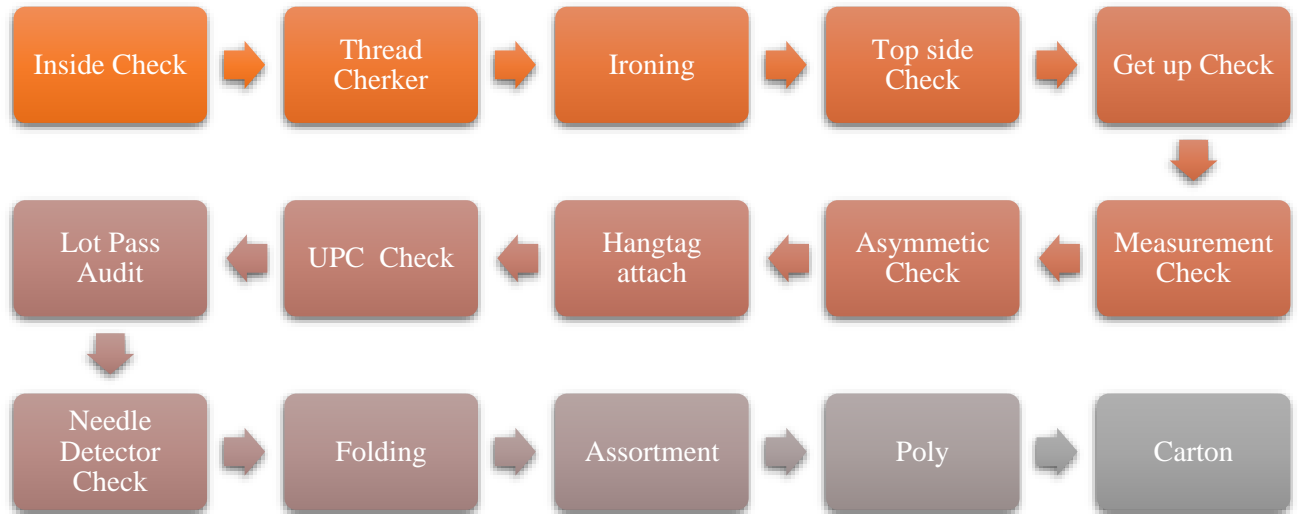 Inside Check
Thread
Cherker
Ironing
Top side
Check
Get up Check
Measurement
Check
Asymmetic
Check
Hangtag
attach
UPC  Check
Lot Pass
Audit
Needle
Detector
Check
Folding
Assortment
Poly
Carton